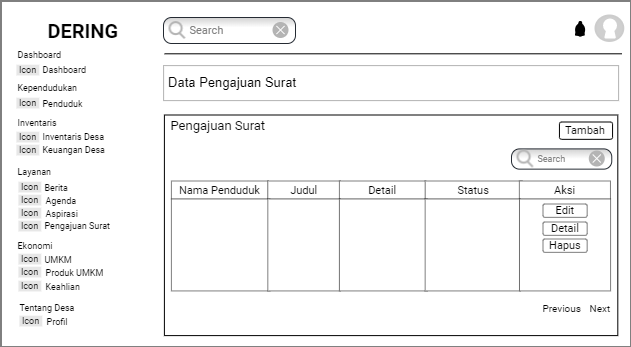 DERING
Dashboard
Icon Dashboard
Kependudukan
Icon Penduduk
Inventaris
Icon Inventaris Desa
Icon Keuangan Desa
Layanan
Icon Berita
Icon Agenda
Icon Aspirasi
Icon Pengajuan Surat
Ekonomi
Icon UMKM
Icon Produk UMKM
Icon Keahlian
Tentang Desa
Icon Profil
Search
Data Pengajuan Surat
Pengajuan Surat
Tambah
Search
Nama Penduduk Judul Detail Status Aksi
Edit
Detail
Hapus
Previous Next